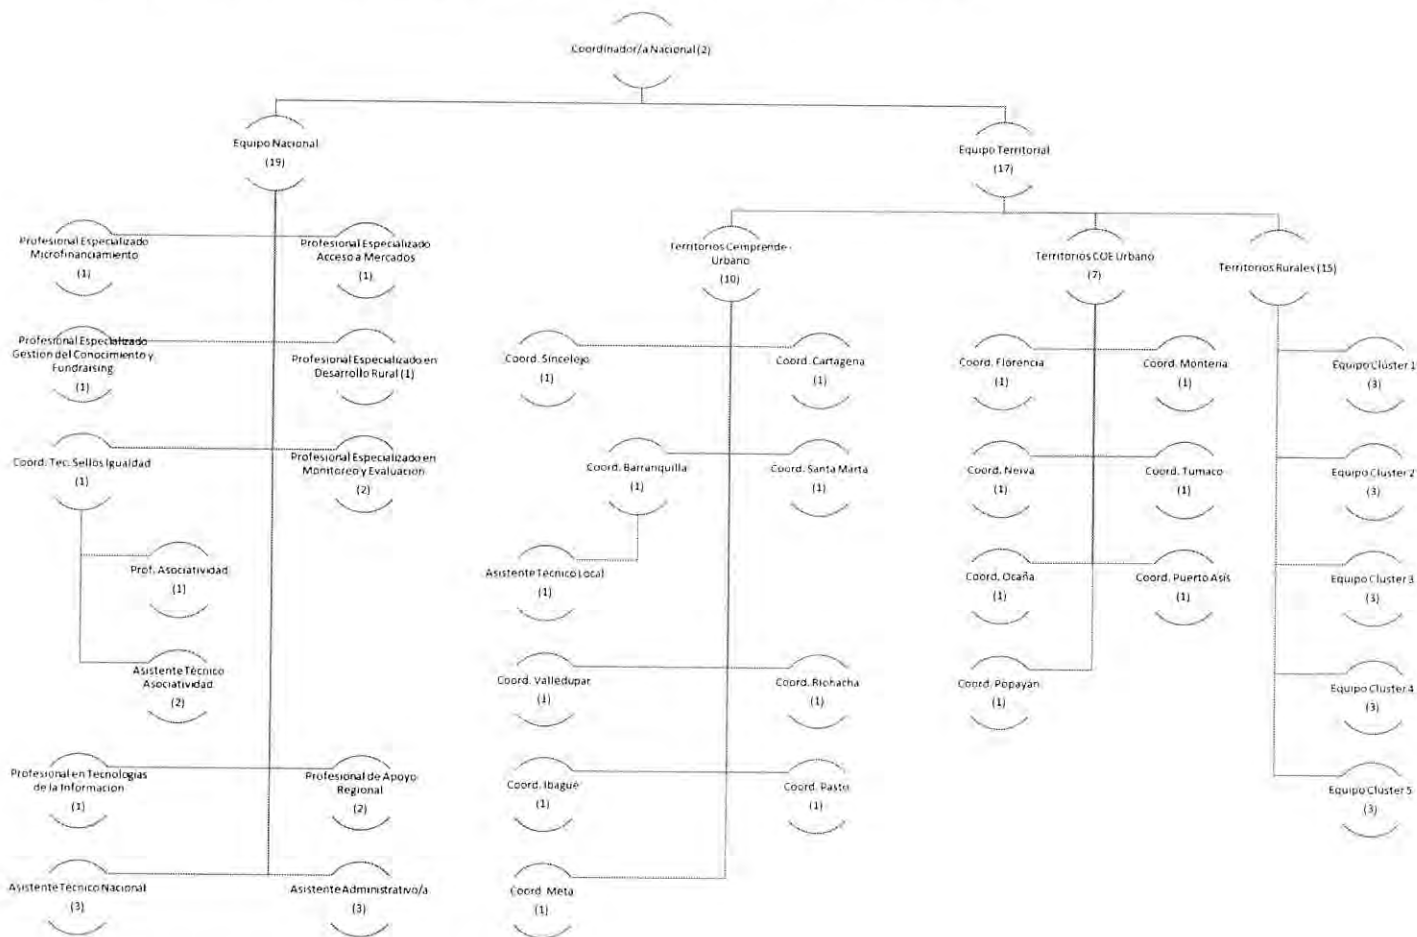 Coordinador/a Nacional (2)
Equipo Nacional
(19)
Equipo Territorial
(17)
Profesional Especializado
Microfinanciamiento
(1)
Profesional Especializado
Acceso a Mercados
(1)
Profesional Especializado
Gestion del Conocimiento y
Fundraising
(1)
Profesional Especializado en
Desarrollo Rural (1)
Coord. Tec. Sellos Igualdad
(1)
Profesional Especializado en
Monitoreo y Evaluacion
(2)
Prof. Asociatividad
(1)
Asistente Técnico
Asociatividad
(2)
Profesional en Tecnologias
de la Informacion
(1)
Profesional de Apoyo
Regional
(2)
Asistente Tecnico Nacional
(3)
Asistente Administrativo/a
(3)
Territorios Cemprende -
Urbano
(10)
Coord. Sincelejo
(1)
Coord. Cartagena
(1)
Coord. Barranquilla
(1)
Coord. Santa Marta
(1)
Asistente Técnico Local
(1)
Coord. Valledupar
(1)
Coord. Riohacha
(1)
Coord. Ibagué
(1)
Coord. Pasto
(1)
Coord. Meta
(1)
Territorios COE Urbano
(7)
Coord. Florencia
(1)
Coord. Monteria
(1)
Coord. Neiva
(1)
Coord. Tumaco
(1)
Coord. Ocaña
(1)
Coord. Puerto Asis
(1)
Coord. Popayán
(1)
Territorios Rurales (15)
Equipo Clúster 1
(3)
Equipo Cluster 2
(3)
Equipo Cluster 3
(3)
Equipo Cluster 4
(3)
Equipo Cluster 5
(3)